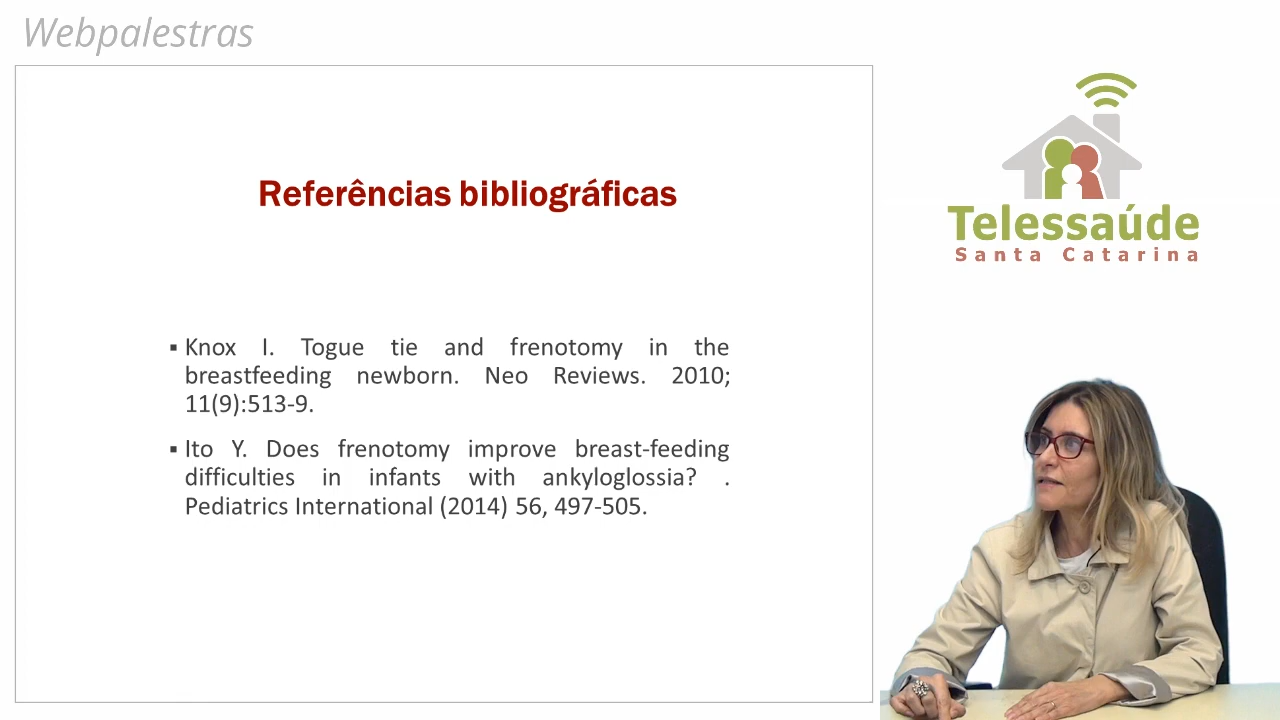 Webpalestras
Referências bibliográficas
▪ Knox I. Togue tie and frenotomy in the
breastfeeding newborn. Neo Reviews. 2010;
11(9):513-9.
▪ Ito Y. Does frenotomy improve breast-feeding
difficulties in infants with ankyloglossia? .
Pediatrics International (2014) 56, 497-505.
Telessaúde
Santa Catarina